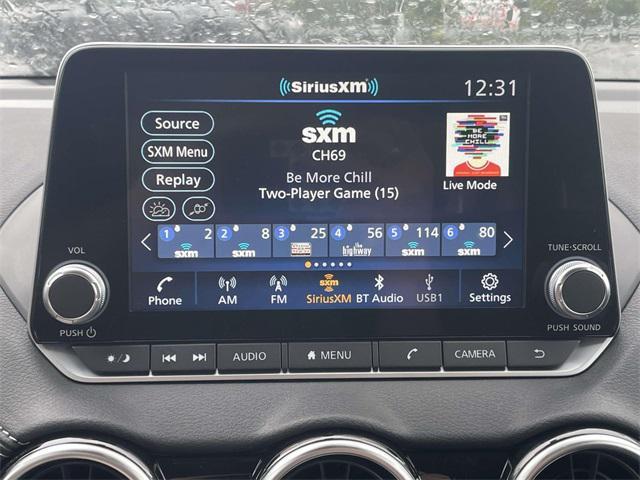 SiriusXM 12:31
Source
SXM Menu
Replay
sxm
CH69
Be More Chill
Two-Player Game (15)
BE
MORE
CHILL
Live Mode
1 2 2 8 3 25 4 56 5 114 6 80
sxm sxm the highway sxm sxm
Phone AM FM SiriusXM BT Audio USB1 Settings
sxm
VOL
PUSH
TUNE·SCROLL
PUSH SOUND
AUDIO MENU CAMERA